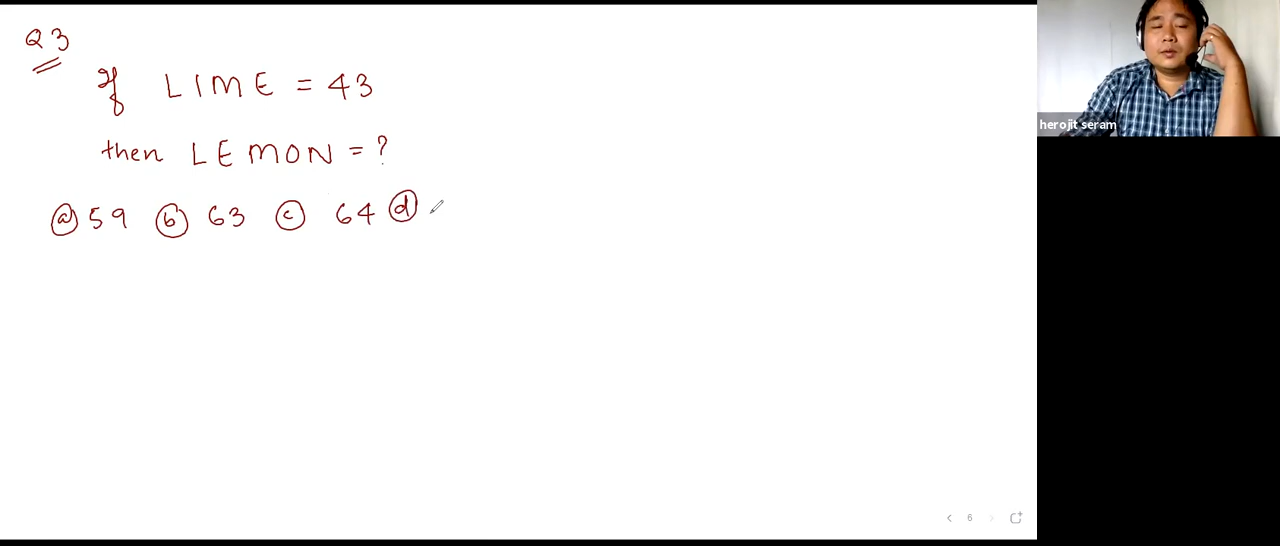 Q3
If LIME = 43
then LEMON = ?
(a) 59 (b) 63 (c) 64 (d)
herojit seram
6